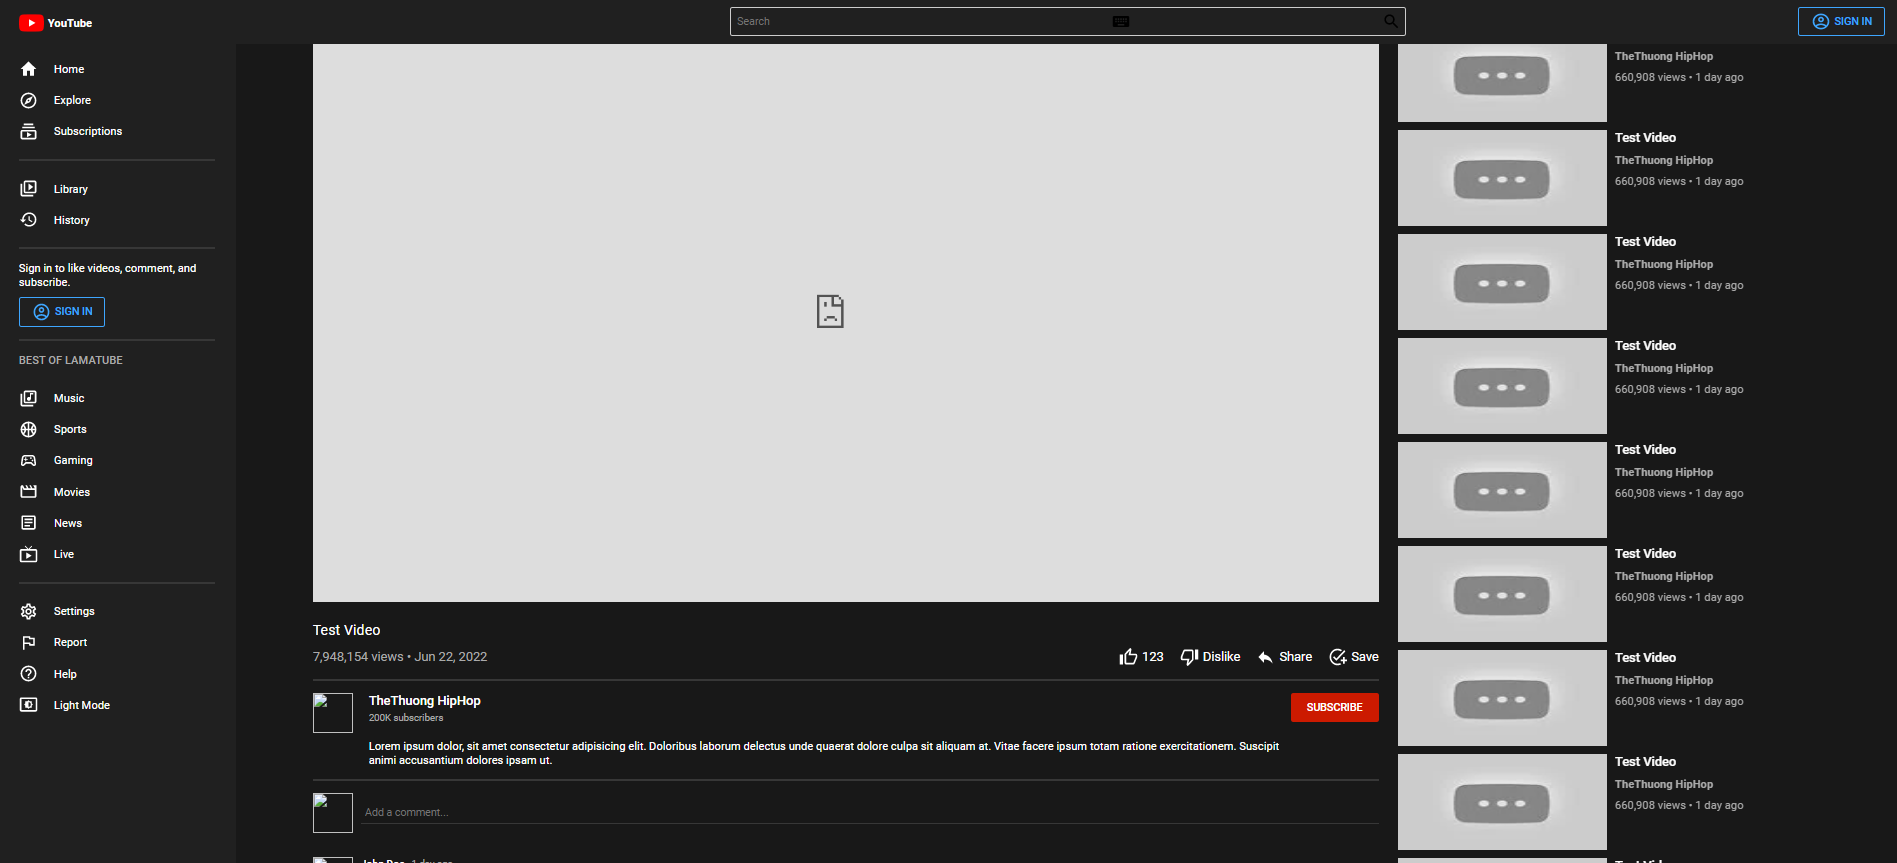 YouTube
Search
SIGN IN
Home
Explore
Subscriptions
Library
History
Sign in to like videos, comment, and
subscribe.
SIGN IN
BEST OF LAMATUBE
Music
Sports
Gaming
Movies
News
Live
Settings
Report
Help
Light Mode
Test Video
7,948,154 views • Jun 22, 2022
123
Dislike
Share
Save
TheThuong HipHop
200K subscribers
SUBSCRIBE
Lorem ipsum dolor, sit amet consectetur adipisicing elit. Doloribus laborum delectus unde quaerat dolore culpa sit aliquam at. Vitae facere ipsum totam ratione exercitationem. Suscipit
animi accusantium dolores ipsam ut.
Add a comment...
John Doe 1 day ago
TheThuong HipHop
660,908 views • 1 day ago
Test Video
TheThuong HipHop
660,908 views • 1 day ago
Test Video
TheThuong HipHop
660,908 views • 1 day ago
Test Video
TheThuong HipHop
660,908 views • 1 day ago
Test Video
TheThuong HipHop
660,908 views • 1 day ago
Test Video
TheThuong HipHop
660,908 views • 1 day ago
Test Video
TheThuong HipHop
660,908 views • 1 day ago
Test Video
TheThuong HipHop
660,908 views • 1 day ago
Test Video